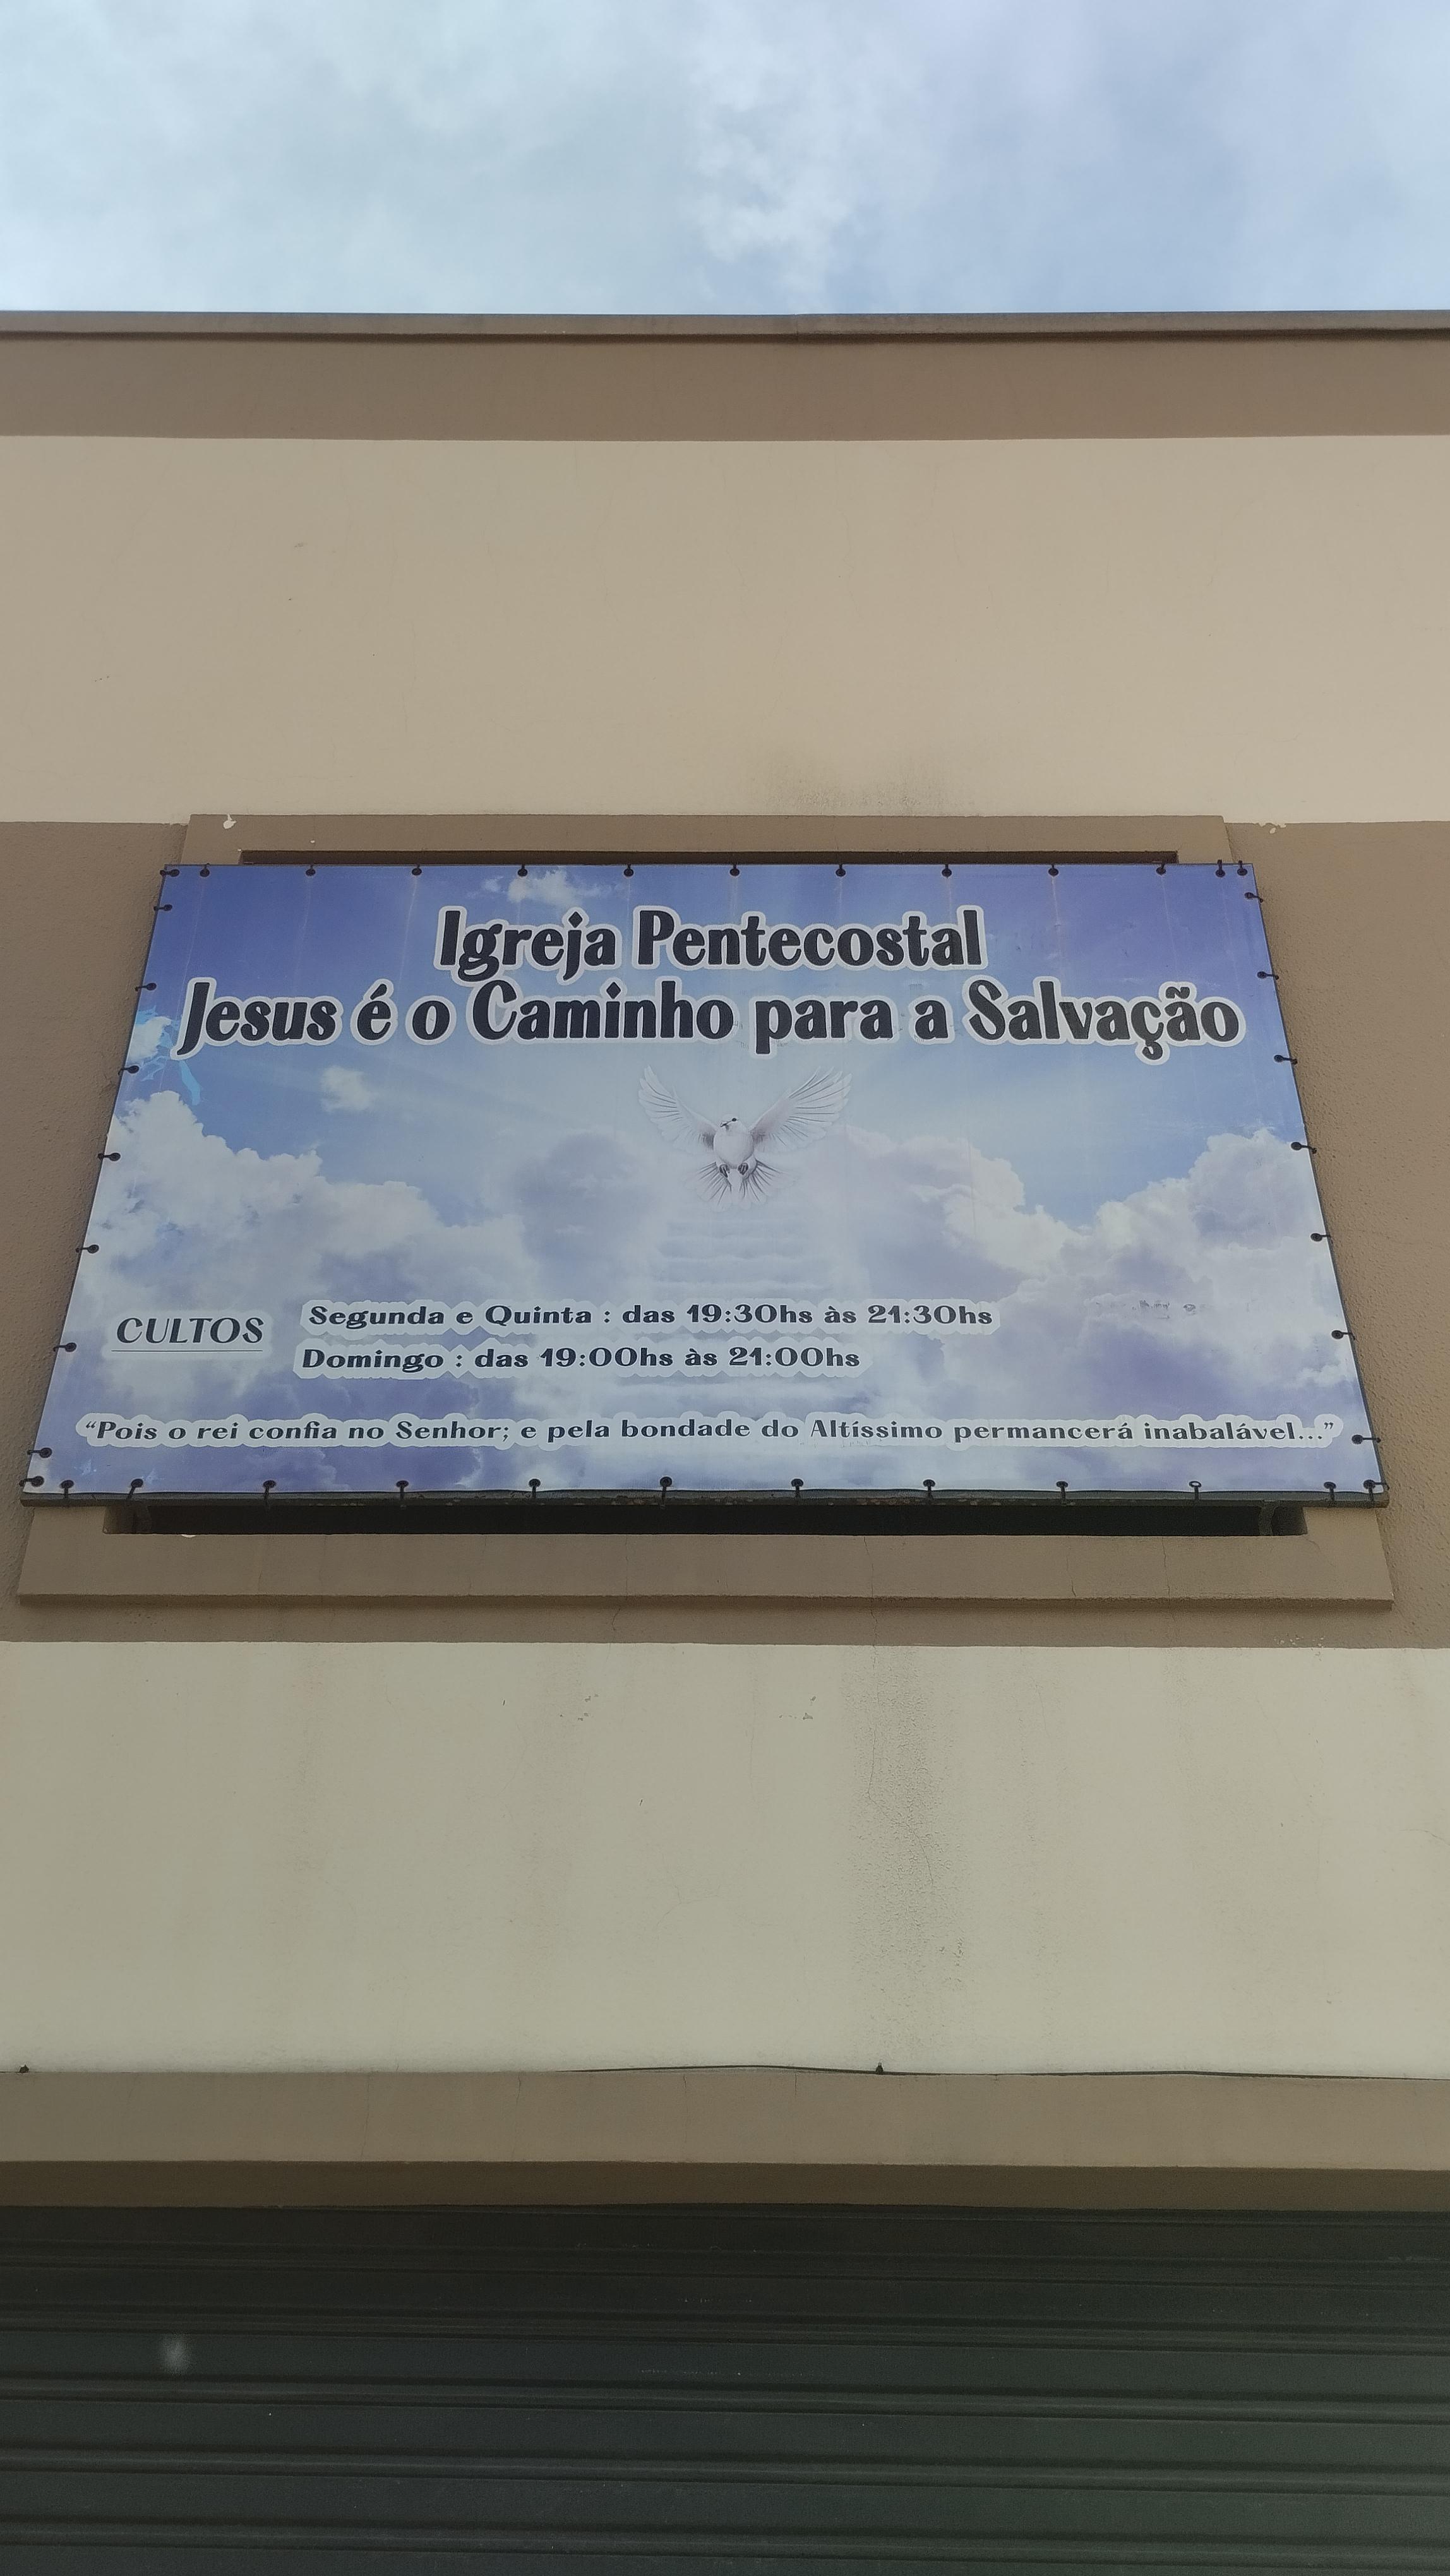 Igreja Pentecostal
Jesus é o Caminho para a Salvação
CULTOS
Segunda e Quinta : das 19:30hs às 21:30hs
Domingo : das 19:00hs às 21:00hs
“Pois o rei confia no Senhor; e pela bondade do Altíssimo permancerá inabalável...”